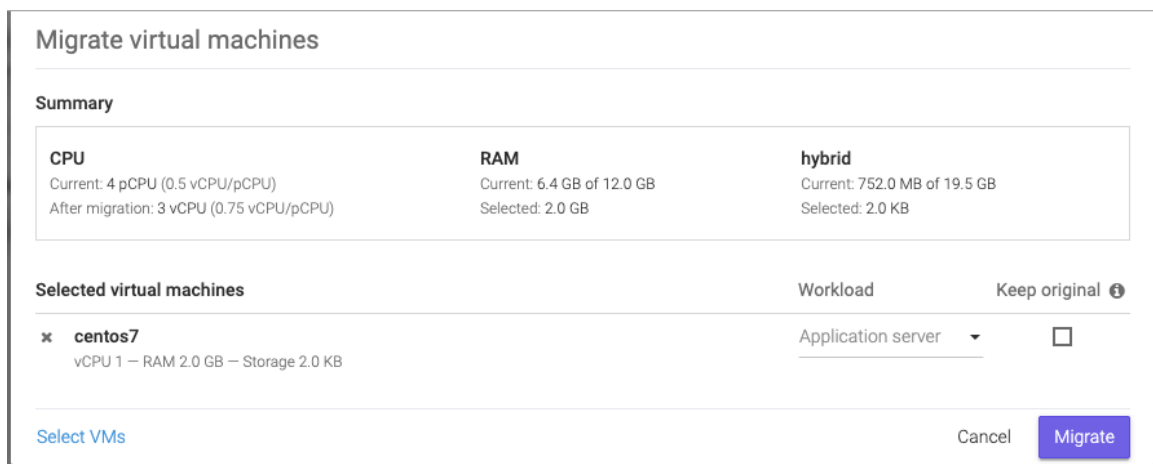 Migrate virtual machines
Summary
CPU
Current: 4 pCPU (0.5 vCPU/pCPU)
After migration: 3 vCPU (0.75 vCPU/pCPU)
RAM
Current: 6.4 GB of 12.0 GB
Selected: 2.0 GB
hybrid
Current: 752.0 MB of 19.5 GB
Selected: 2.0 KB
Selected virtual machines Workload Keep original
centos7 Application server
vCPU 1 — RAM 2.0 GB — Storage 2.0 KB
Select VMs Cancel Migrate